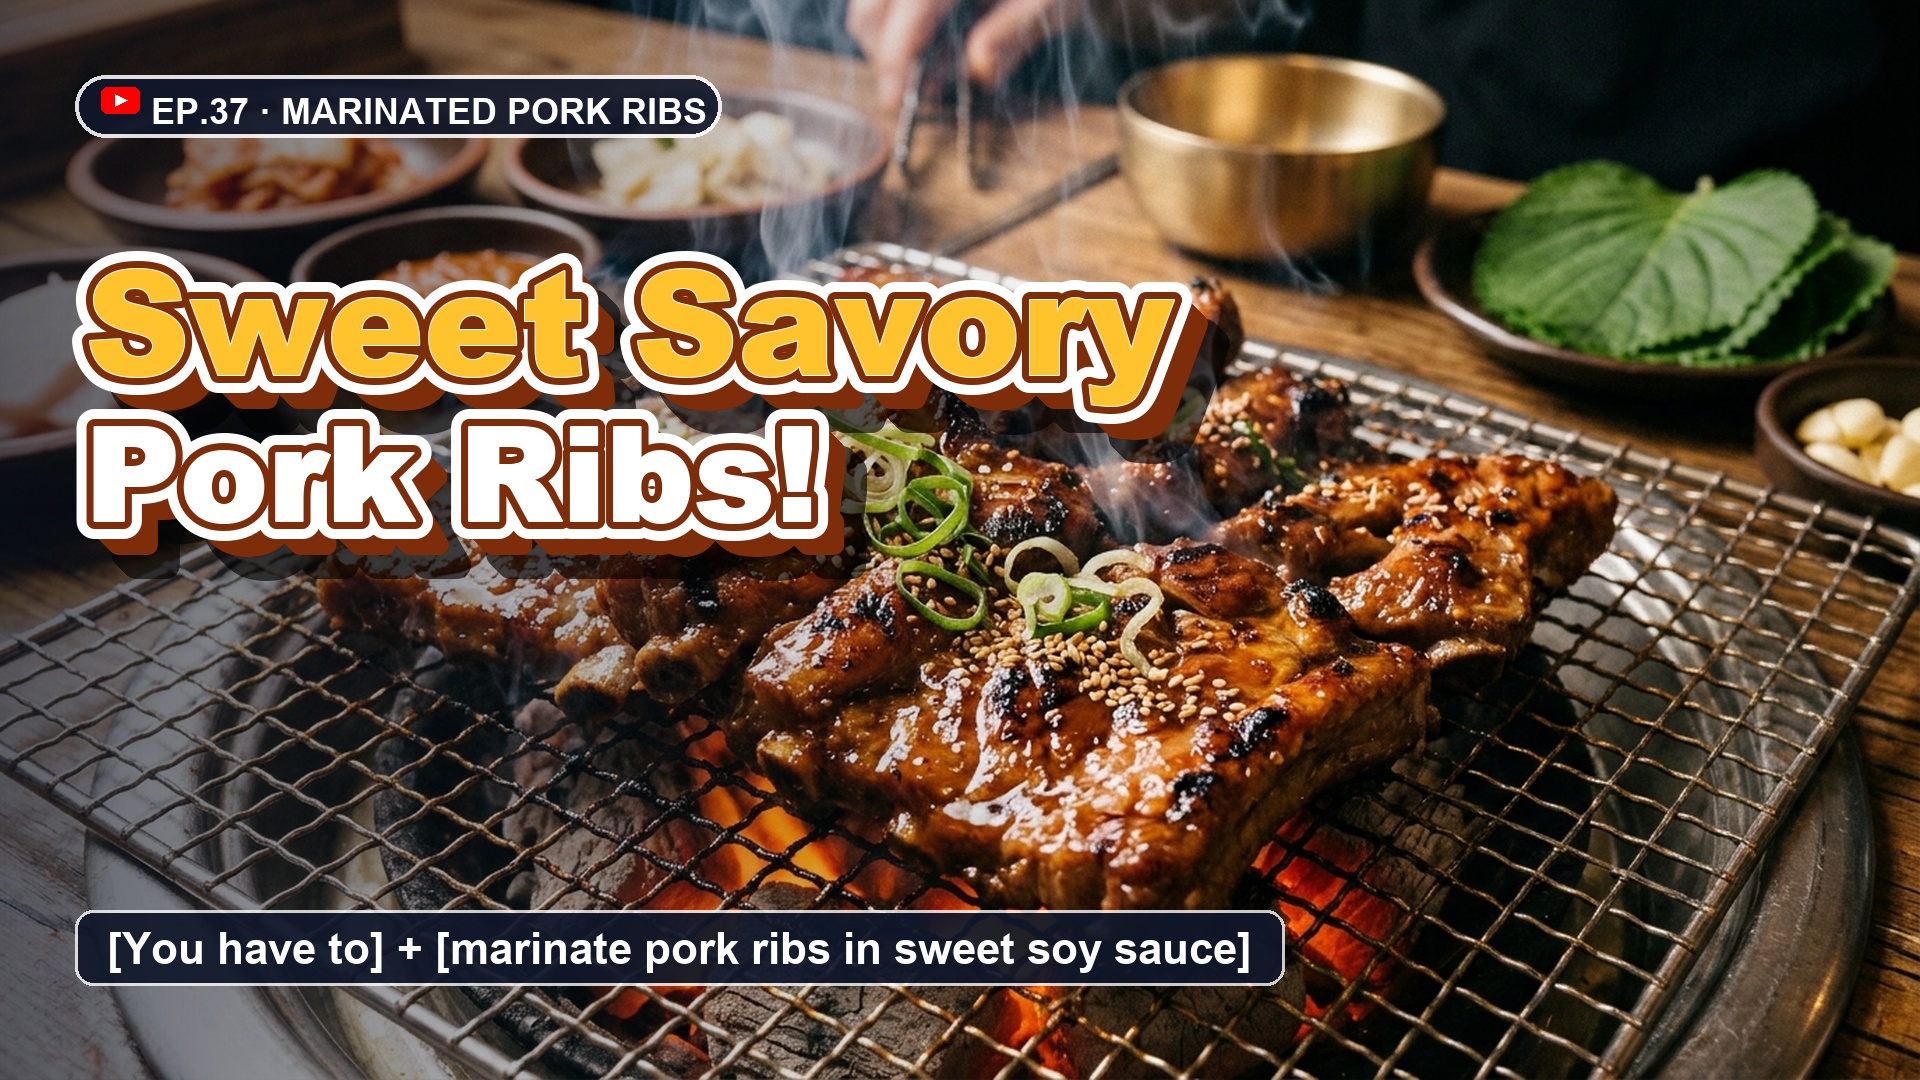 EP.37 · MARINATED PORK RIBS
Sweet Savory
Pork Ribs!
[You have to] + [marinate pork ribs in sweet soy sauce]